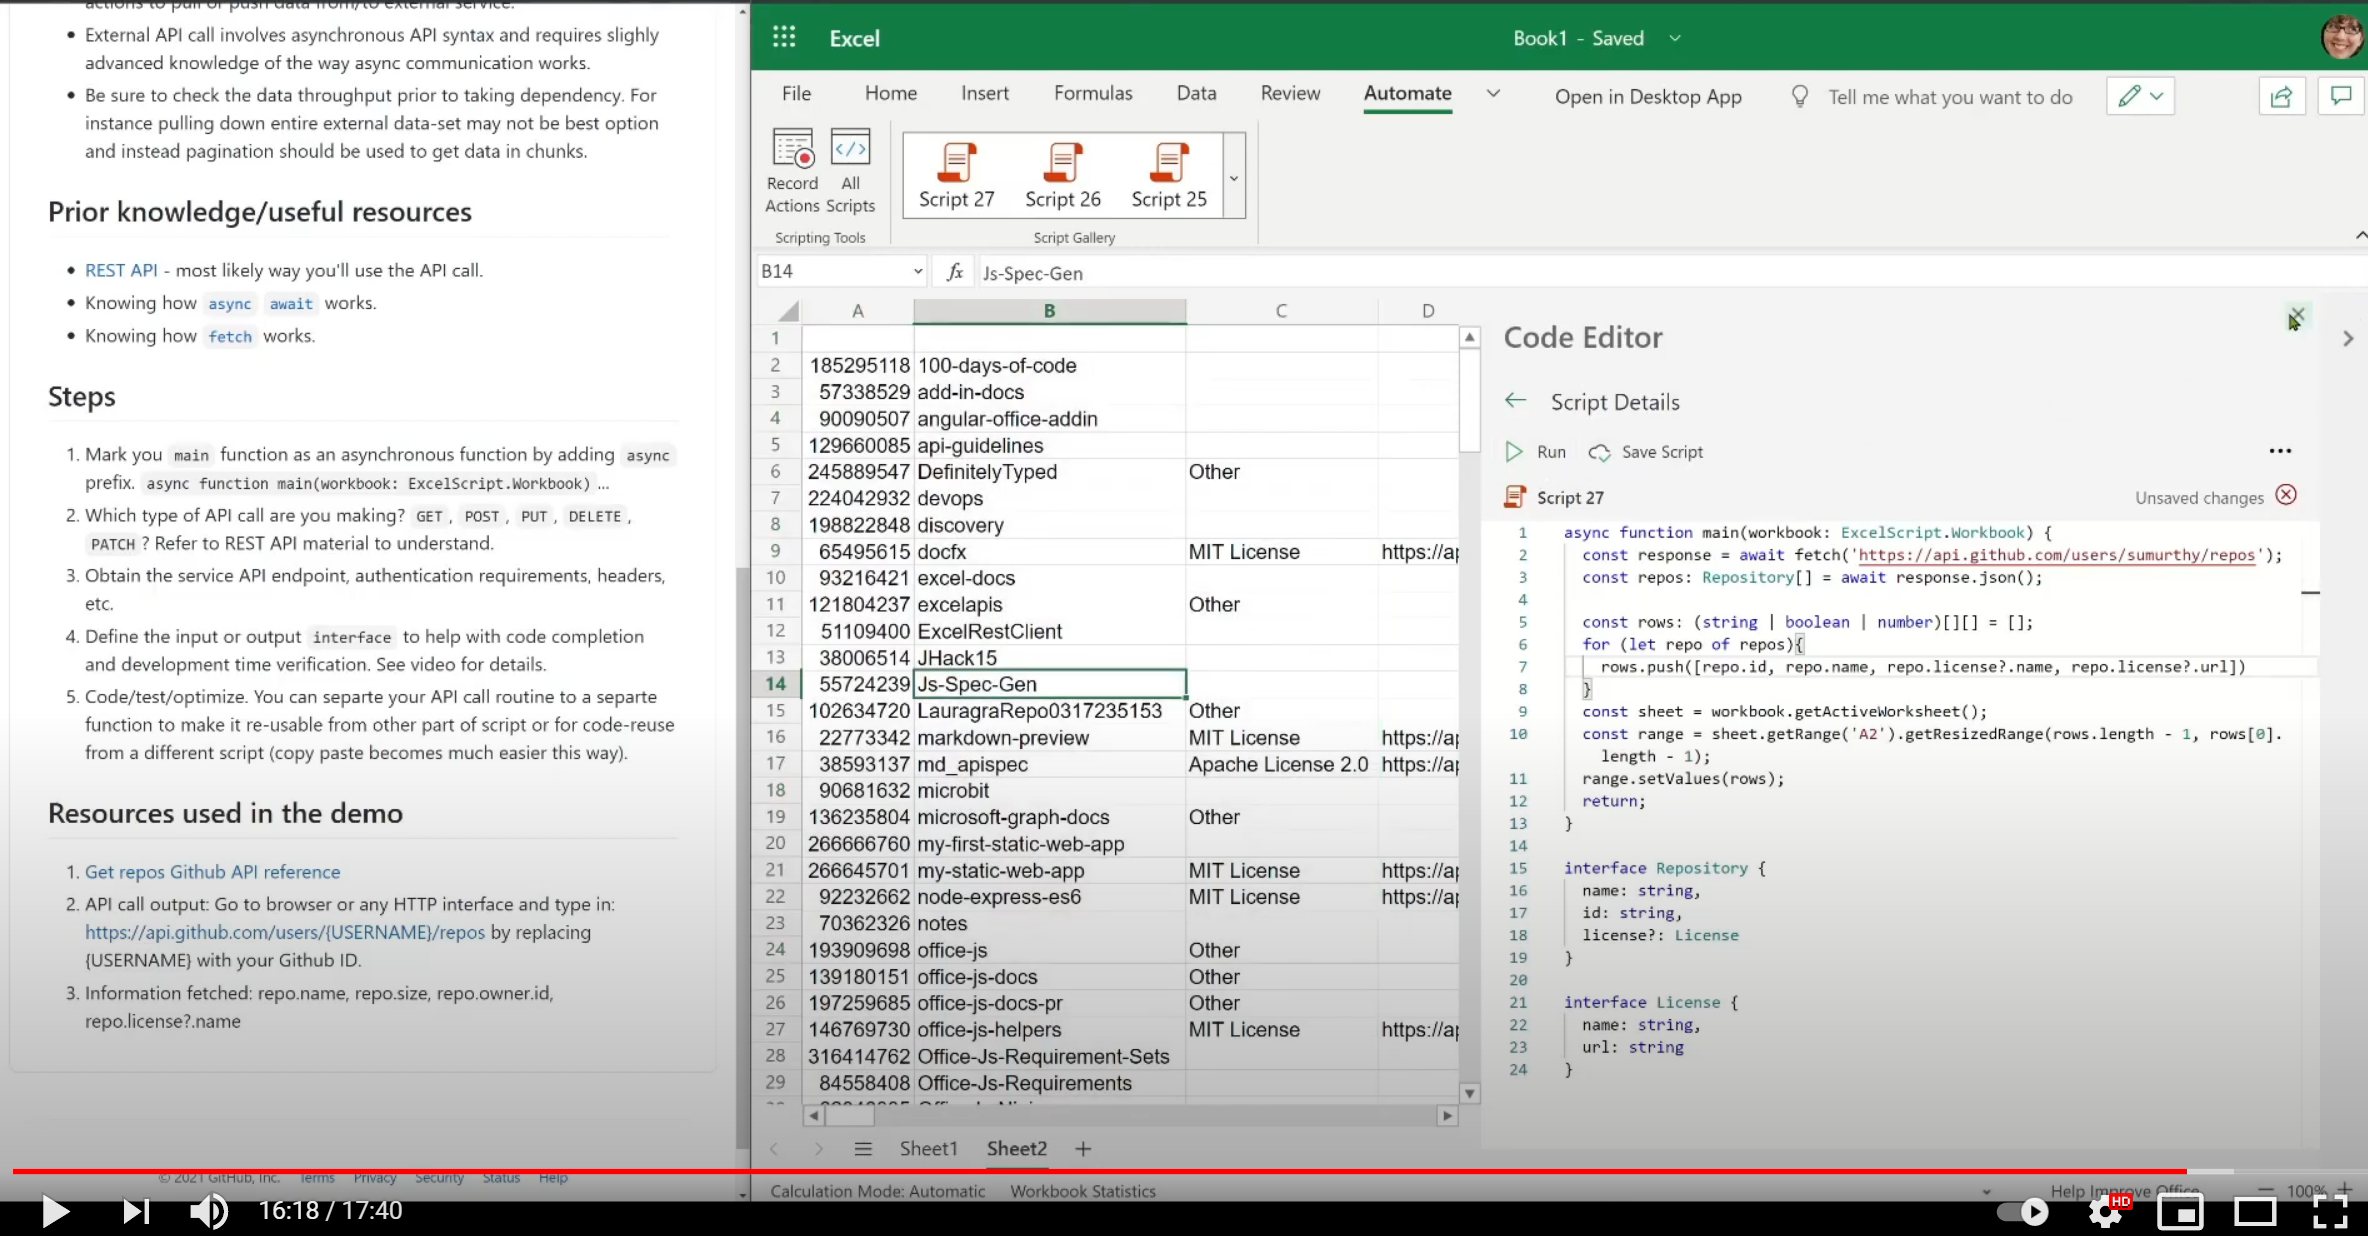 actions to pull or push data from/to external service.
• External API call involves asynchronous API syntax and requires slighly
advanced knowledge of the way async communication works.
• Be sure to check the data throughput prior to taking dependency. For
instance pulling down entire external data-set may not be best option
and instead pagination should be used to get data in chunks.
Prior knowledge/useful resources
• REST API - most likely way you'll use the API call.
• Knowing how async await works.
• Knowing how fetch works.
Steps
1. Mark you main function as an asynchronous function by adding async
prefix. async function main(workbook: ExcelScript.Workbook) ...
2. Which type of API call are you making? GET, POST, PUT, DELETE,
PATCH? Refer to REST API material to understand.
3. Obtain the service API endpoint, authentication requirements, headers,
etc.
4. Define the input or output interface to help with code completion
and development time verification. See video for details.
5. Code/test/optimize. You can separte your API call routine to a separte
function to make it re-usable from other part of script or for code-reuse
from a different script (copy paste becomes much easier this way).
Resources used in the demo
1. Get repos Github API reference
2. API call output: Go to browser or any HTTP interface and type in:
https://api.github.com/users/{USERNAME}/repos by replacing
{USERNAME} with your Github ID.
3. Information fetched: repo.name, repo.size, repo.owner.id,
repo.license?.name
© 2021 GitHub, Inc. Terms Privacy Security Status Help
Excel
Book1 - Saved
File Home Insert Formulas Data Review Automate Open in Desktop App Tell me what you want to do
Record Actions
All Scripts
Scripting Tools
Script 27 Script 26 Script 25
Script Gallery
B14 fx Js-Spec-Gen
A B C D
1
2 185295118 100-days-of-code
3 57338529 add-in-docs
4 90090507 angular-office-addin
5 129660085 api-guidelines
6 245889547 DefinitelyTyped Other
7 224042932 devops
8 198822848 discovery
9 65495615 docfx MIT License https://ap
10 93216421 excel-docs
11 121804237 excelapis Other
12 51109400 ExcelRestClient
13 38006514 JHack15
14 55724239 Js-Spec-Gen
15 102634720 LauragraRepo0317235153 Other
16 22773342 markdown-preview MIT License https://ap
17 38593137 md_apispec Apache License 2.0 https://ap
18 90681632 microbit
19 136235804 microsoft-graph-docs Other
20 266666760 my-first-static-web-app
21 266645701 my-static-web-app MIT License https://ap
22 92232662 node-express-es6 MIT License https://ap
23 70362326 notes
24 193909698 office-js Other
25 139180151 office-js-docs Other
26 197259685 office-js-docs-pr Other
27 146769730 office-js-helpers MIT License https://ap
28 316414762 Office-Js-Requirement-Sets
29 84558408 Office-Js-Requirements
Sheet1 Sheet2 +
Calculation Mode: Automatic Workbook Statistics
Help Improve Office 100%
Code Editor
Script Details
Run Save Script ...
Script 27 Unsaved changes
1 async function main(workbook: ExcelScript.Workbook) {
2 const response = await fetch('https://api.github.com/users/sumurthy/repos');
3 const repos: Repository[] = await response.json();
4
5 const rows: (string | boolean | number)[][] = [];
6 for (let repo of repos){
7 rows.push([repo.id, repo.name, repo.license?.name, repo.license?.url])
8 }
9 const sheet = workbook.getActiveWorksheet();
10 const range = sheet.getRange('A2').getResizedRange(rows.length - 1, rows[0].
length - 1);
11 range.setValues(rows);
12 return;
13 }
14
15 interface Repository {
16 name: string,
17 id: string,
18 license?: License
19 }
20
21 interface License {
22 name: string,
23 url: string
24 }
16:18 / 17:40
HD